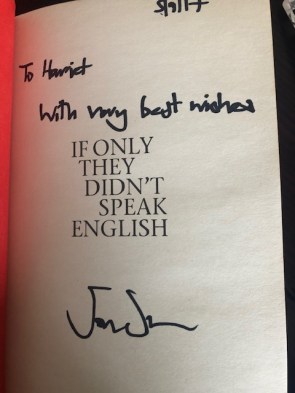 To Harriet
with very best wishes
IF ONLY
THEY
DIDN'T
SPEAK
ENGLISH